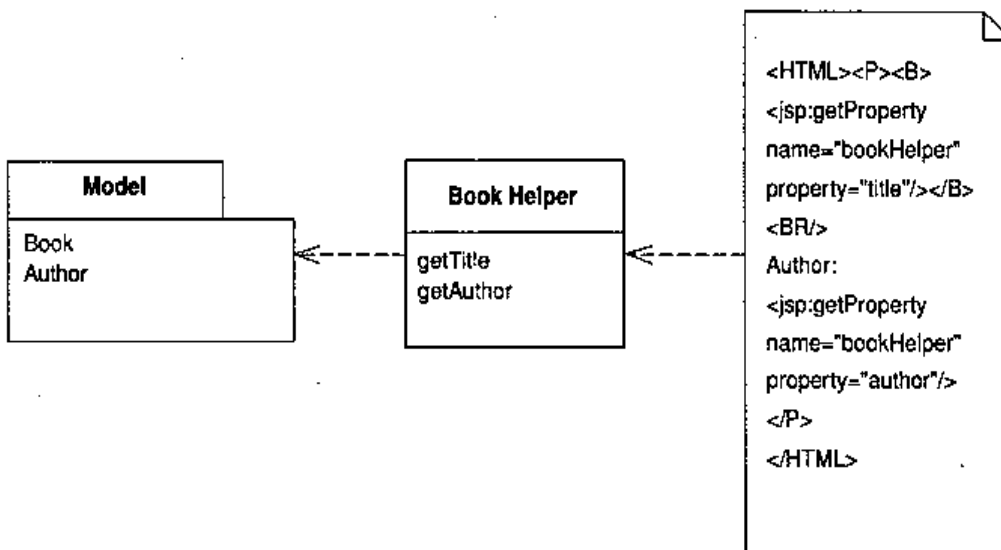 Model
Book
Author
Book Helper
getTitle
getAuthor
<HTML><P><B>
<jsp:getProperty
name="bookHelper"
property="title"/></B>
<BR/>
Author:
<jsp:getProperty
name="bookHelper"
property="author"/>
</P>
</HTML>